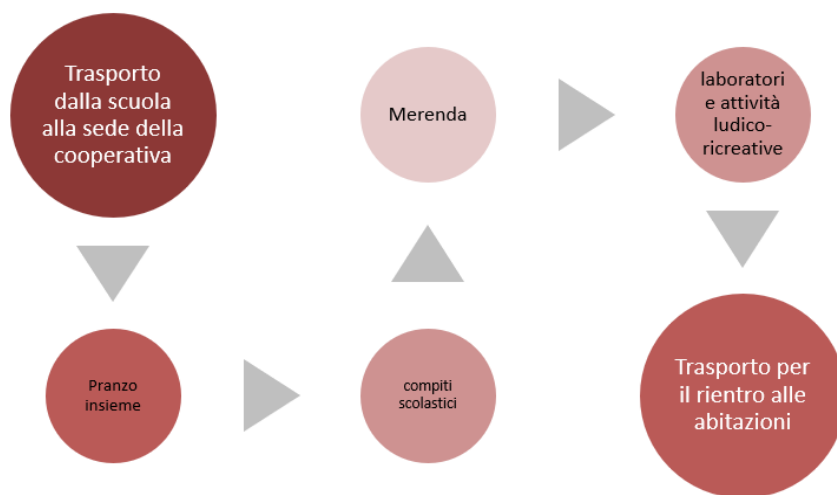 Trasporto
dalla scuola
alla sede della
cooperativa
Pranzo
insieme
compiti
scolastici
Merenda
laboratori
e attività
ludico-
ricreative
Trasporto per
il rientro alle
abitazioni